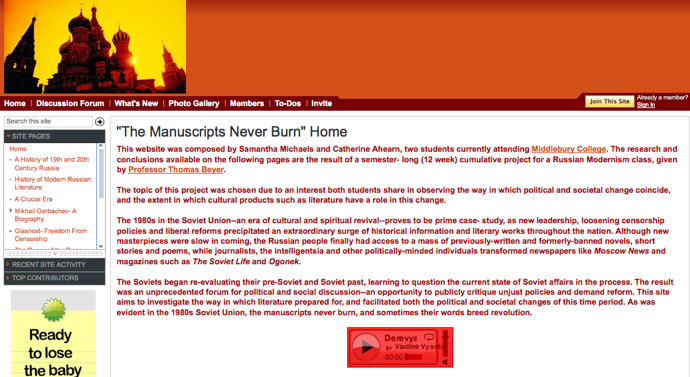 Home | Discussion Forum | What's New | Photo Gallery | Members | To-Dos | Invite
Join This Site
Already a member?
Sign in
Search this site
SITE PAGES
Home
A History of 19th and 20th
Century Russia
History of Modern Russian
Literature
A Crucial Era
Mikhail Gorbachev- A
Biography
Glasnost- Freedom From
Censorship
RECENT SITE ACTIVITY
TOP CONTRIBUTORS
Ready
to lose
the baby
"The Manuscripts Never Burn" Home
This website was composed by Samantha Michaels and Catherine Ahearn, two students currently attending Middlebury College. The research and
conclusions available on the following pages are the result of a semester- long (12 week) cumulative project for a Russian Modernism class, given
by Professor Thomas Beyer.
The topic of this project was chosen due to an interest both students share in observing the way in which political and societal change coincide,
and the extent in which cultural products such as literature have a role in this change.
The 1980s in the Soviet Union--an era of cultural and spiritual revival--proves to be prime case- study, as new leadership, loosening censorship
policies and liberal reforms precipitated an extraordinary surge of historical information and literary works throughout the nation. Although new
masterpieces were slow in coming, the Russian people finally had access to a mass of previously-written and formerly-banned novels, short
stories and poems, while journalists, the intelligentsia and other politically-minded individuals transformed newspapers like Moscow News and
magazines such as The Soviet Life and Ogonek.
The Soviets began re-evaluating their pre-Soviet and Soviet past, learning to question the current state of Soviet affairs in the process. The result
was an unprecedented forum for political and social discussion--an opportunity to publicly critique unjust policies and demand reform. This site
aims to investigate the way in which literature prepared for, and facilitated both the political and societal changes of this time period. As was
evident in the 1980s Soviet Union, the manuscripts never burn, and sometimes their words breed revolution.
Derevys
BY Vladimir Vysots
00:00